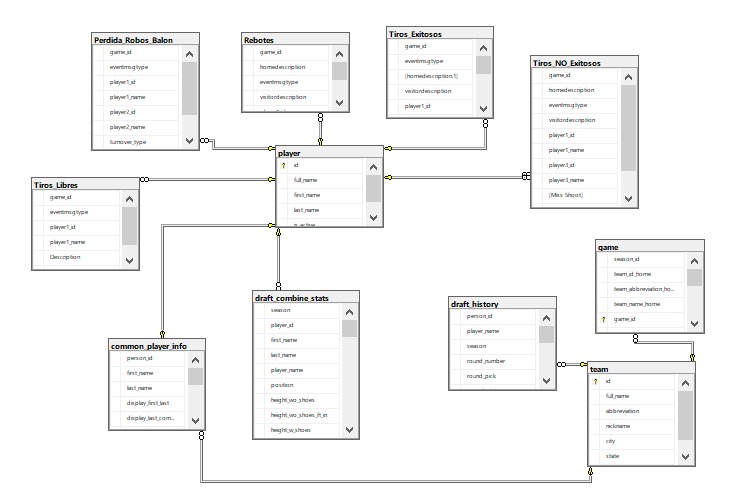 Perdida_Robos_Balon
game_id
eventmsgtype
player1_id
player1_name
player2_id
player2_name
turnover_type
Rebotes
game_id
homedescription
eventmsgtype
visitordescription
Tiros_Exitosos
game_id
eventmsgtype
[homedescription.1]
visitordescription
player1_id
Tiros_NO_Exitosos
game_id
homedescription
eventmsgtype
visitordescription
player1_id
player1_name
player3_id
player3_name
[Miss Shoot]
player
id
full_name
first_name
last_name
is_active
Tiros_Libres
game_id
eventmsgtype
player1_id
player1_name
Description
game
season_id
team_id_home
team_abbreviation_ho...
team_name_home
game_id
draft_combine_stats
season
player_id
first_name
last_name
player_name
position
height_wo_shoes
height_wo_shoes_ft_in
height_w_shoes
draft_history
person_id
player_name
season
round_number
round_pick
common_player_info
person_id
first_name
last_name
display_first_last
display_last_com...
team
id
full_name
abbreviation
nickname
city
state